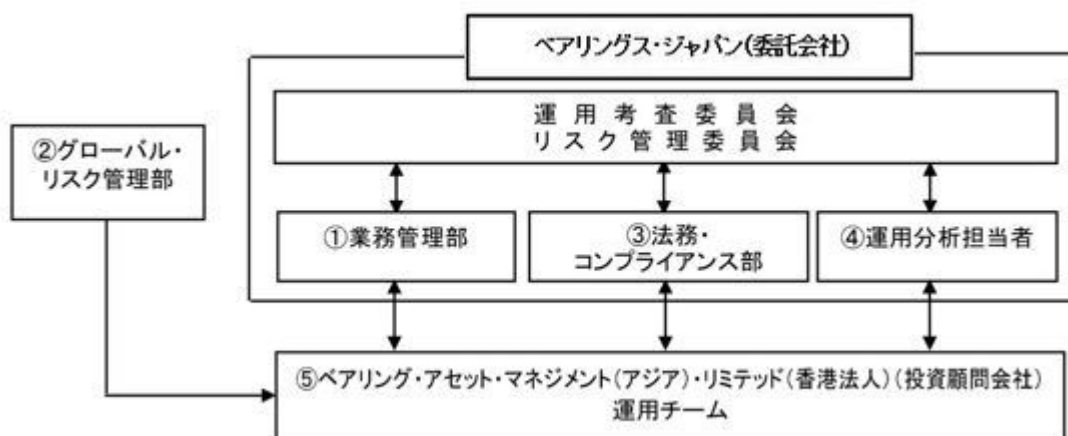 ベアリングス・ジャパン(委託会社)
運用考査委員会
リスク管理委員会
②グローバル・
リスク管理部
①業務管理部
③法務・
コンプライアンス部
④運用分析担当者
⑤ベアリング・アセット・マネジメント(アジア)・リミテッド(香港法人)(投資顧問会社)
運用チーム